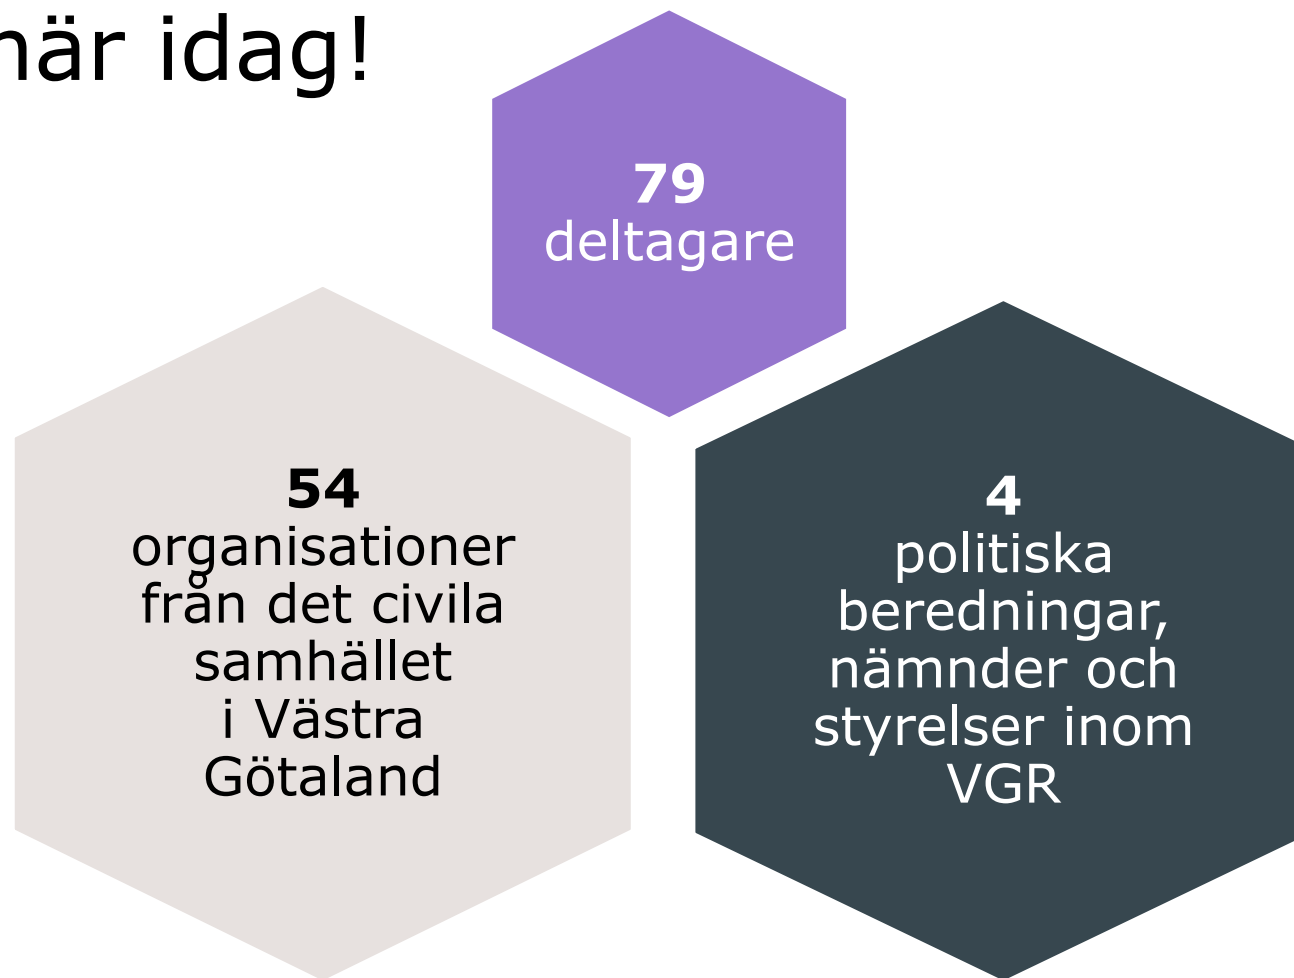 idag!
79
deltagare
54
organisationer
från det civila
samhället
i Västra
Götaland
4
politiska
beredningar,
nämnder och
styrelser inom
VGR